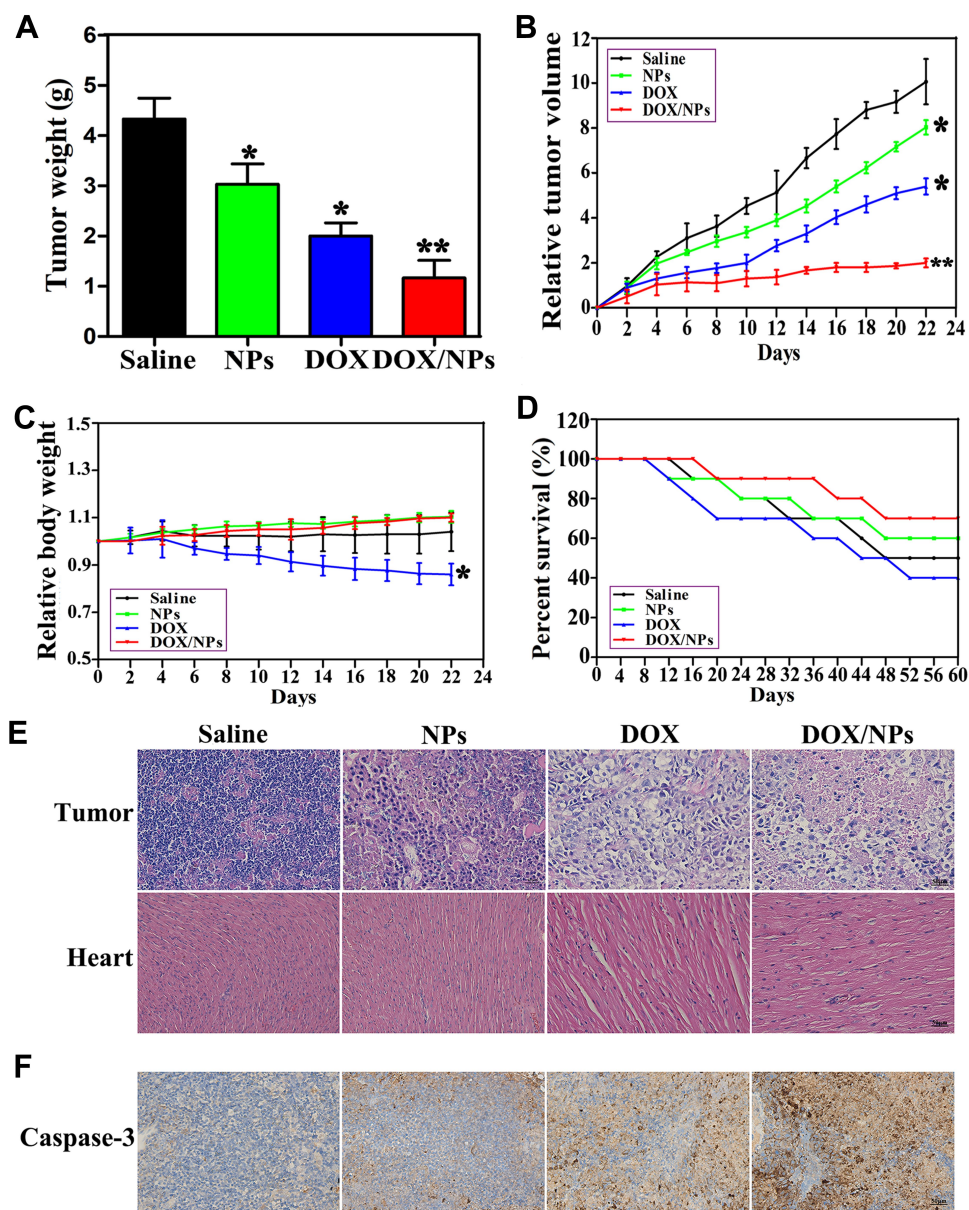 A
Tumor weight (g)
6
5
4
3
2
1
0
*
*
**
Saline NPs DOX DOX/NPs
B
Relative tumor volume
12
10
8
6
4
2
0
Saline
NPs
DOX
DOX/NPs
*
*
**
0 2 4 6 8 10 12 14 16 18 20 22 24
Days
C
Relative body weight
1.5
1.3
1.1
0.9
0.7
0.5
*
Saline
NPs
DOX
DOX/NPs
0 2 4 6 8 10 12 14 16 18 20 22 24
Days
D
Percent survival (%)
120
100
80
60
40
20
0
Saline
NPs
DOX
DOX/NPs
0 4 8 12 16 20 24 28 32 36 40 44 48 52 56 60
Days
E
Saline NPs DOX DOX/NPs
Tumor
Heart
F
Caspase-3